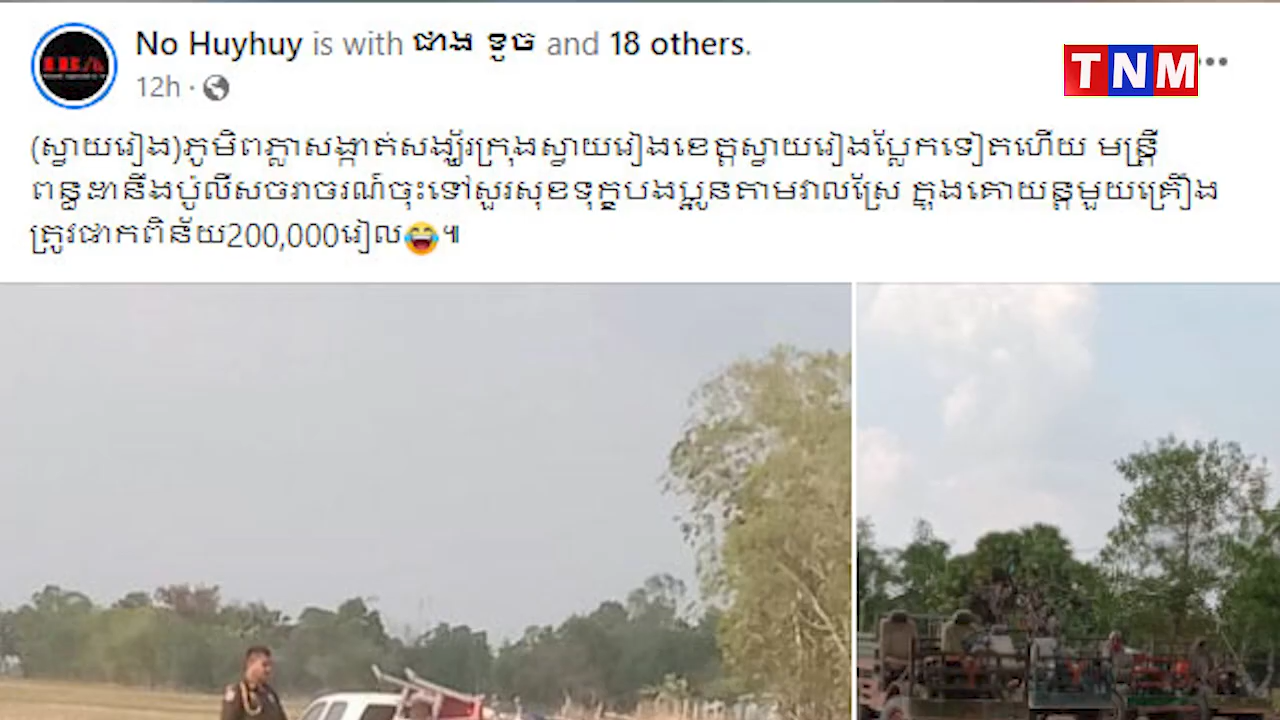 No Huyhuy is with ជាង ខូច and 18 others.
12h
TNM
(ស្វាយរៀង)ភូមិពភ្លាសង្កាត់សង្ឃ័រក្រុងស្វាយរៀងខេត្តស្វាយរៀងប្លែកទៀតហើយ មន្ត្រី
ពន្ធដានឹងប៉ូលីសចរាចរណ៍ចុះទៅសួរសុខទុក្ខបងប្អូនតាមវាលស្រែ ក្នុងគោយន្តមួយគ្រឿង
ត្រូវផាកពិន័យ200,000រៀល😂៕
TNM